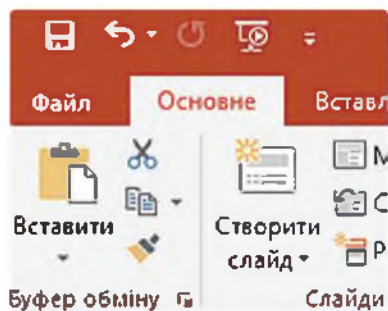 Файл Основне Вставл
Вставити
Створити
слайд
М
С
Р
Буфер обміну Слайди